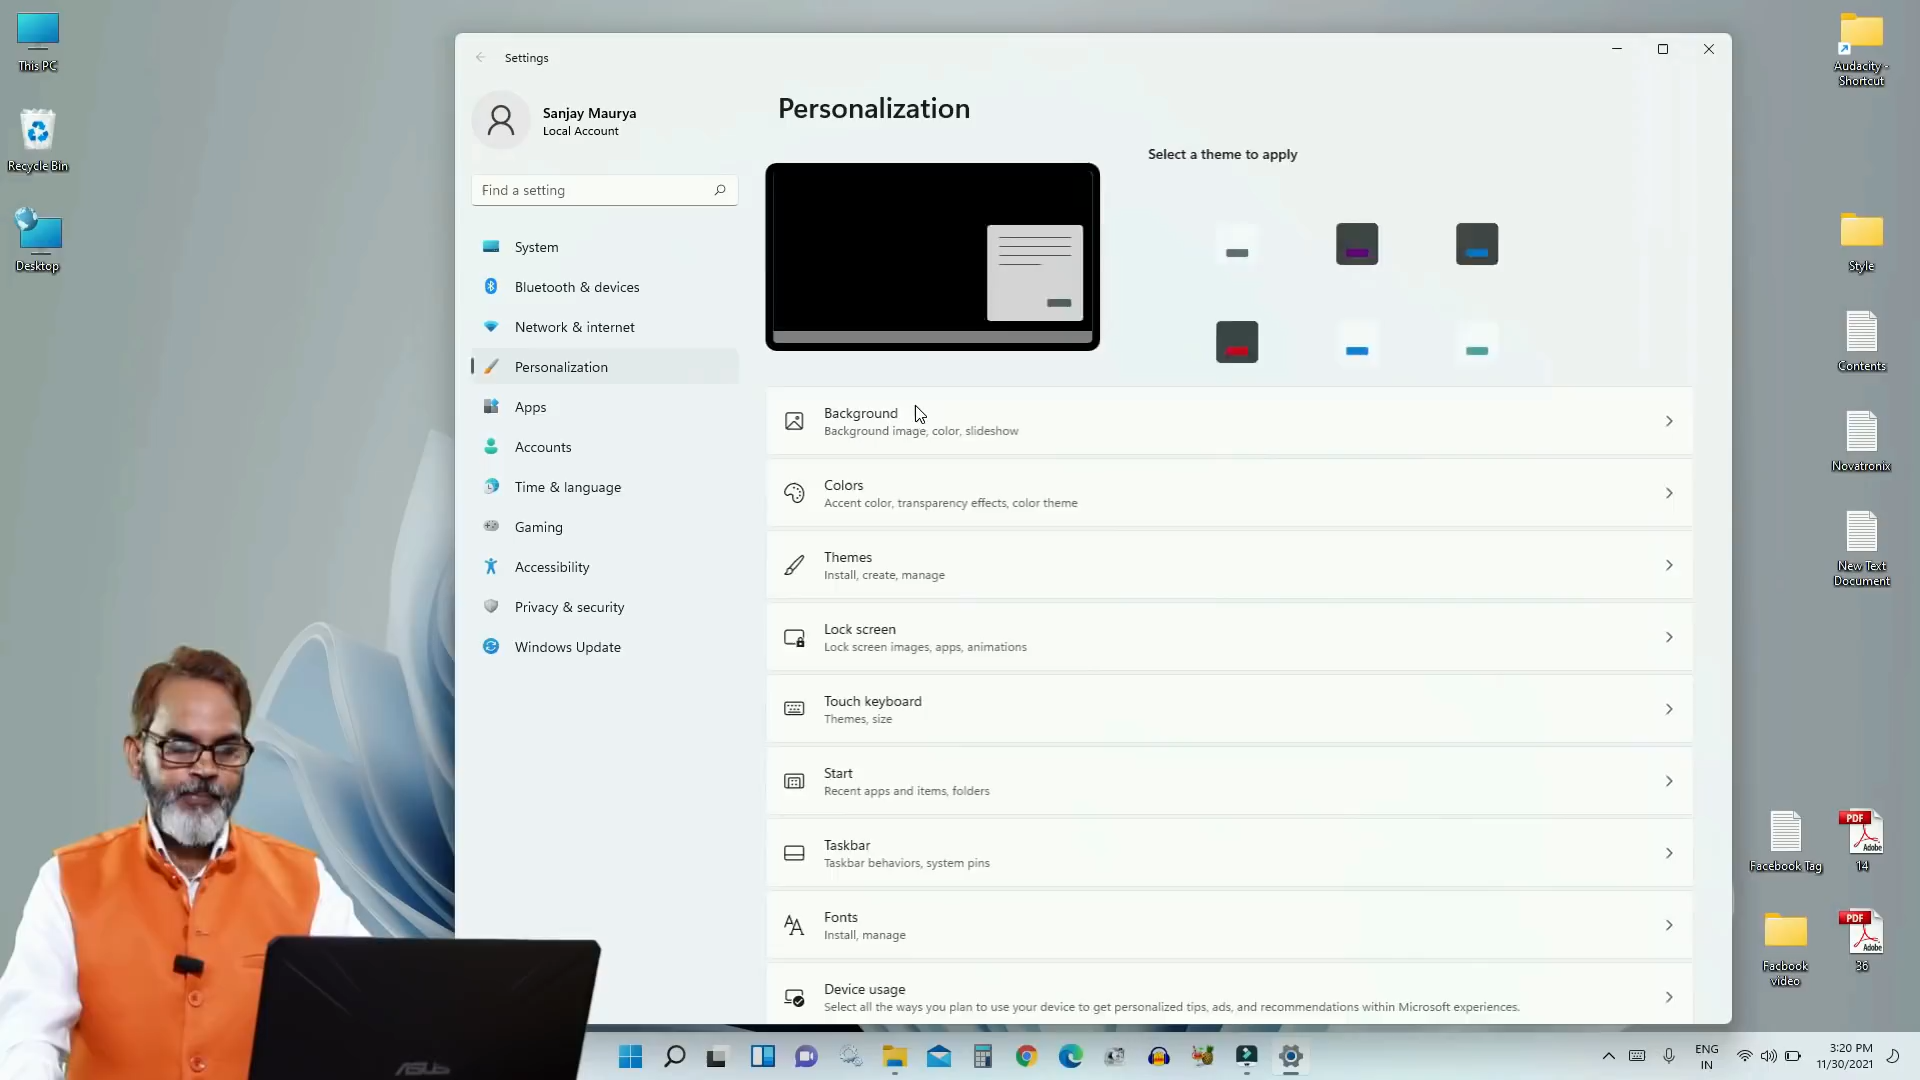 This PC
Recycle Bin
Desktop
Settings
Sanjay Maurya
Local Account
Find a setting
System
Bluetooth & devices
Network & internet
Personalization
Apps
Accounts
Time & language
Gaming
Accessibility
Privacy & security
Windows Update
Personalization
Select a theme to apply
Background
Background image, color, slideshow
Colors
Accent color, transparency effects, color theme
Themes
Install, create, manage
Lock screen
Lock screen images, apps, animations
Touch keyboard
Themes, size
Start
Recent apps and items, folders
Taskbar
Taskbar behaviors, system pins
Fonts
Install, manage
Device usage
Select all the ways you plan to use your device to get personalized tips, ads, and recommendations within Microsoft experiences.
Audacity -
Shortcut
Style
Contents
Novatronix
New Text
Document
Facebook Tag
PDF
Adobe
14
Facbook
video
PDF
Adobe
36
ASUS
ENG
IN
3:20 PM
11/30/2021